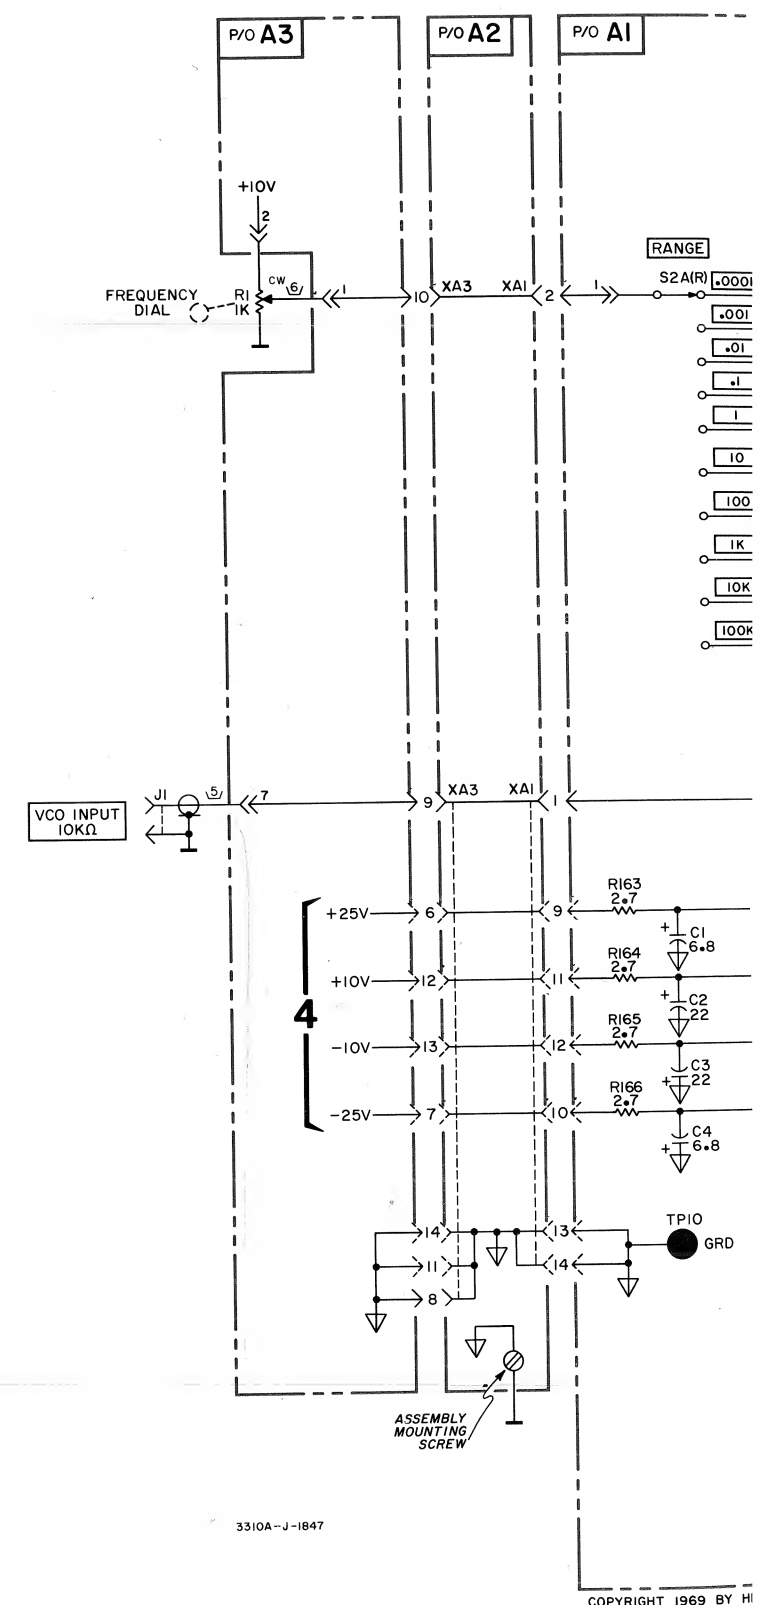 P/O A3
P/O A2
P/O A1
+10V
2
RANGE
FREQUENCY
DIAL
R1
1K
CW
6
1
10
XA3
XA1
2
1
S2A(R)
.0001
.001
.01
.1
1
10
100
1K
10K
100K
VCO INPUT
10KΩ
J1
5
7
9
XA3
XA1
1
4
+25V
6
9
R163
2.7
+
C1
6.8
+10V
12
11
R164
2.7
+
C2
22
-10V
13
12
R165
2.7
+
C3
22
-25V
7
10
R166
2.7
+
C4
6.8
14
13
TP10
GRD
11
14
8
ASSEMBLY
MOUNTING
SCREW
3310A--J-1847
COPYRIGHT 1969 BY